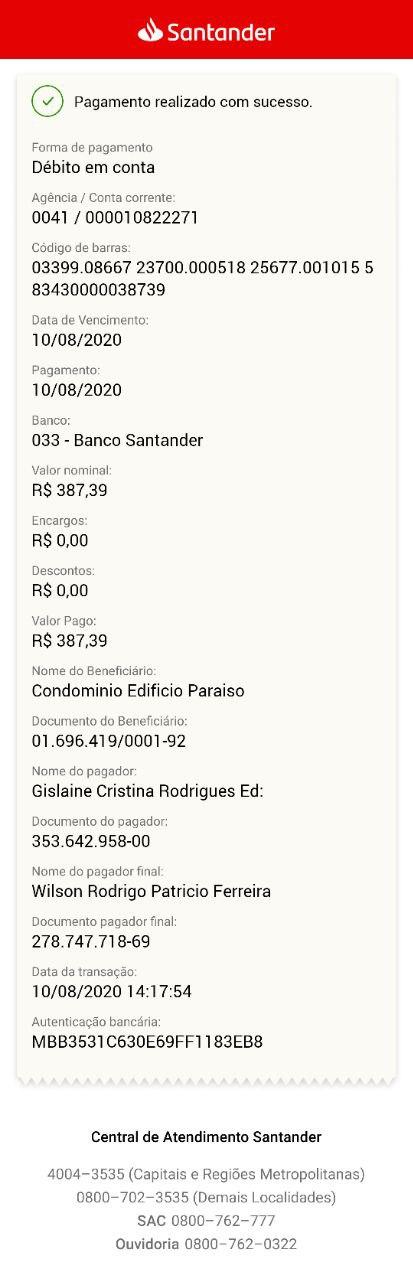 Santander
Pagamento realizado com sucesso.
Forma de pagamento
Débito em conta
Agência / Conta corrente:
0041 / 000010822271
Código de barras:
03399.08667 23700.000518 25677.001015 5
83430000038739
Data de Vencimento:
10/08/2020
Pagamento:
10/08/2020
Banco:
033 - Banco Santander
Valor nominal:
R$ 387,39
Encargos:
R$ 0,00
Descontos:
R$ 0,00
Valor Pago:
R$ 387,39
Nome do Beneficiário:
Condominio Edificio Paraiso
Documento do Beneficiário:
01.696.419/0001-92
Nome do pagador:
Gislaine Cristina Rodrigues Ed:
Documento do pagador:
353.642.958-00
Nome do pagador final:
Wilson Rodrigo Patricio Ferreira
Documento pagador final:
278.747.718-69
Data da transação:
10/08/2020 14:17:54
Autenticação bancária:
MBB3531C630E69FF1183EB8
Central de Atendimento Santander
4004–3535 (Capitais e Regiões Metropolitanas)
0800–702–3535 (Demais Localidades)
SAC 0800–762–777
Ouvidoria 0800–762–0322